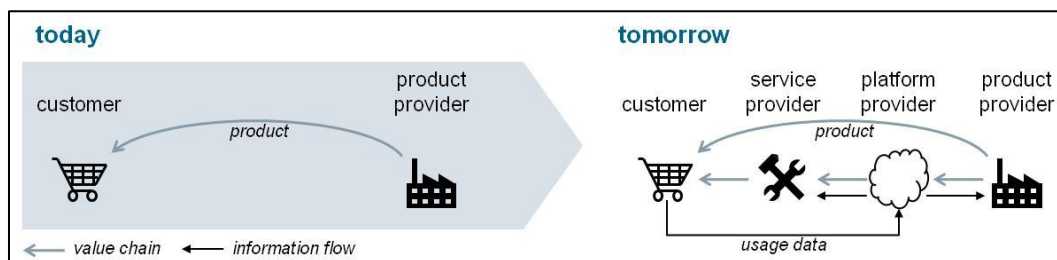 today
customer
product
provider
product
value chain
information flow
tomorrow
customer
service
provider
platform
provider
product
provider
product
usage data